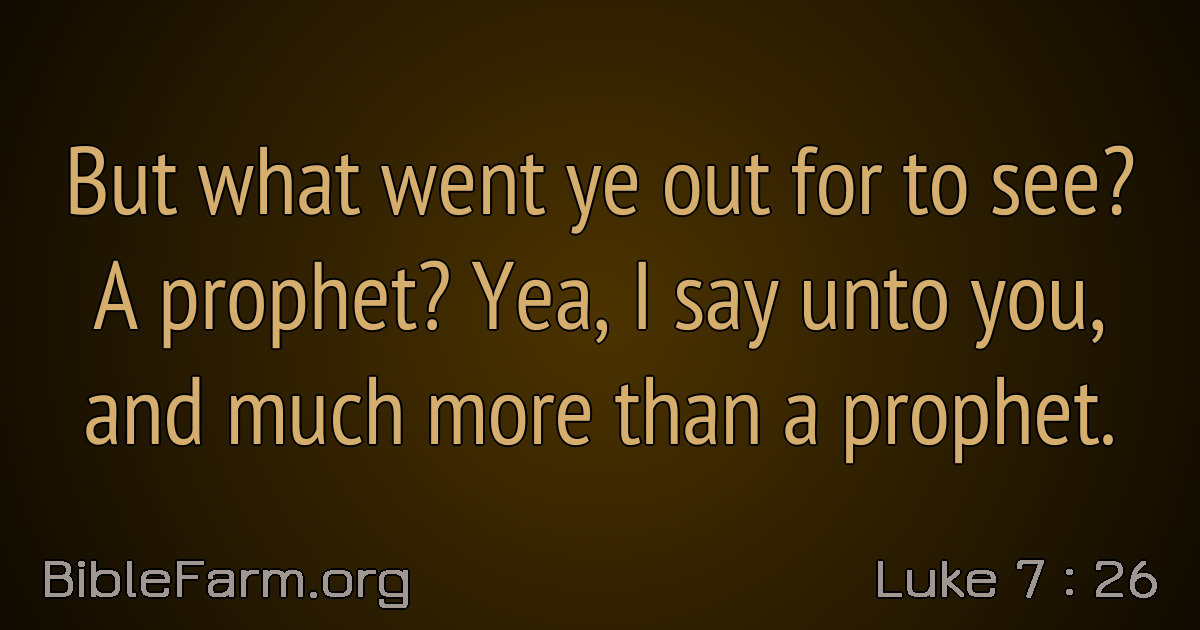 But what went ye out for to see?
A prophet? Yea, I say unto you,
and much more than a prophet.
BibleFarm.org
Luke 7 : 26